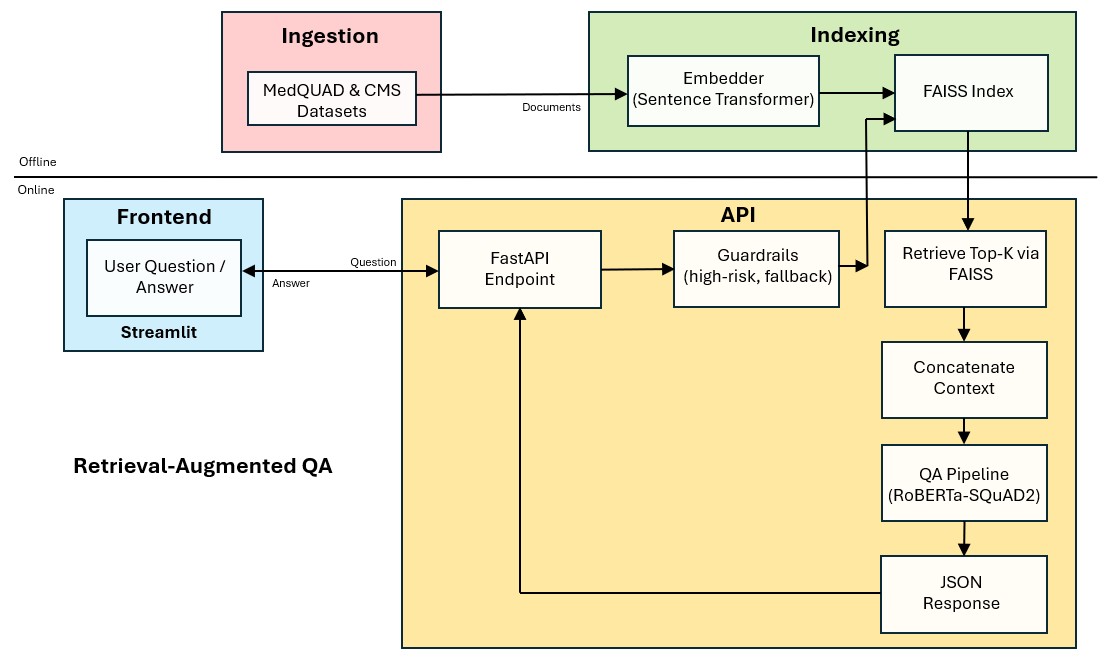 Ingestion
MedQUAD & CMS
Datasets
Documents
Indexing
Embedder
(Sentence Transformer)
FAISS Index
Offline
Online
Frontend
User Question /
Answer
Streamlit
Question
Answer
API
FastAPI
Endpoint
Guardrails
(high-risk, fallback)
Retrieve Top-K via
FAISS
Concatenate
Context
QA Pipeline
(RoBERTa-SQuAD2)
JSON
Response
Retrieval-Augmented QA